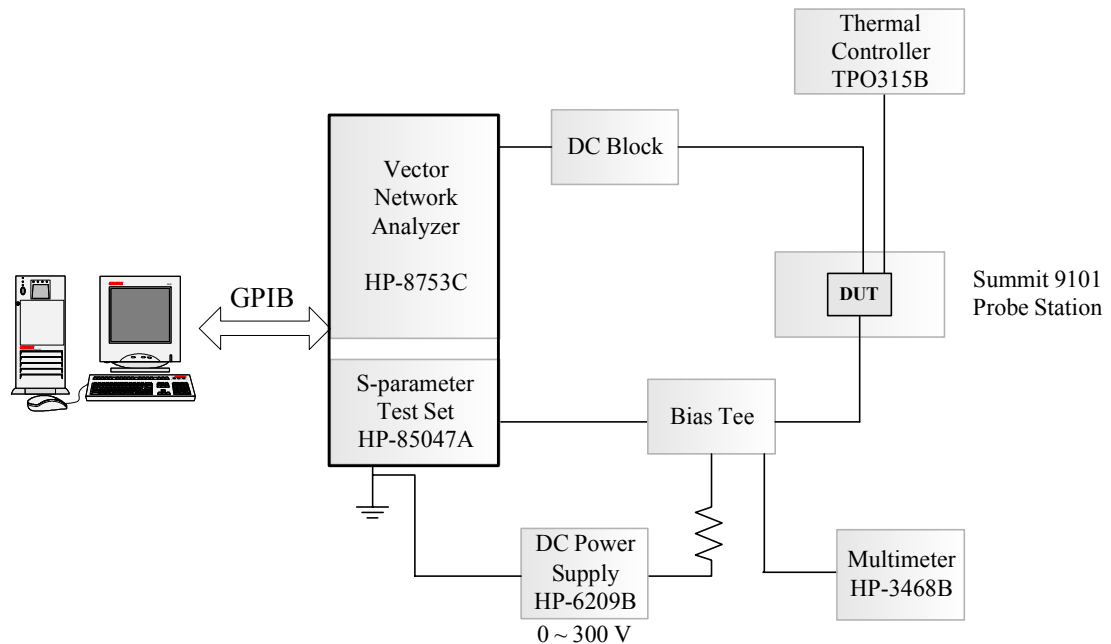 Thermal
Controller
TPO315B
DC Block
Vector
Network
Analyzer
HP-8753C
DUT
Summit 9101
Probe Station
GPIB
S-parameter
Test Set
HP-85047A
Bias Tee
DC Power
Supply
HP-6209B
0 ~ 300 V
Multimeter
HP-3468B